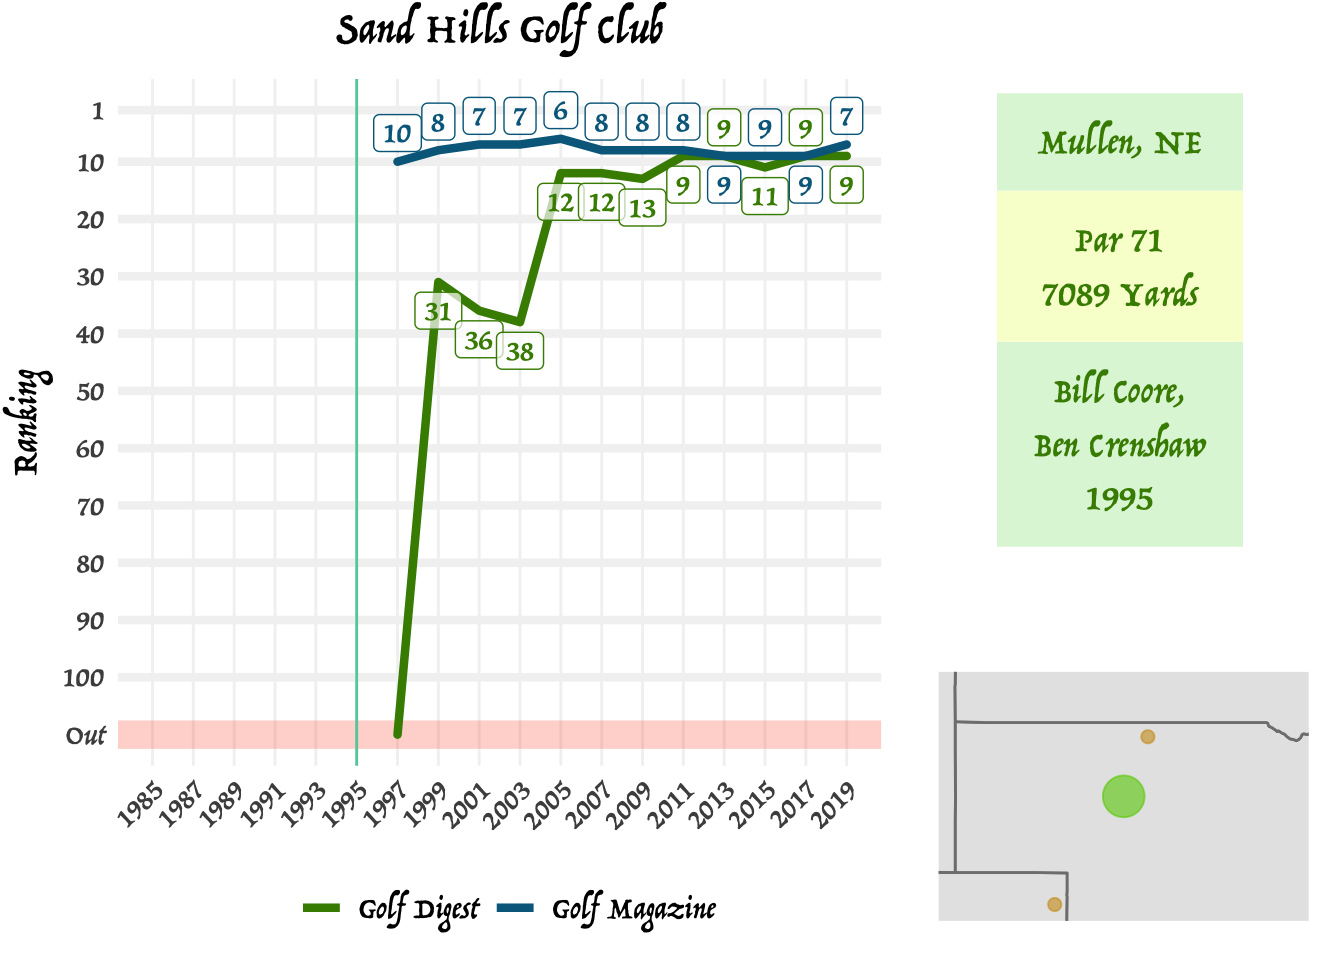 Sand Hills Golf Club
Ranking
1
10
20
30
40
50
60
70
80
90
100
Out
10 8 7 7 6 8 8 8 9 9 9 7
31 36 38 12 12 13 9 9 11 9 9
1985 1987 1989 1991 1993 1995 1997 1999 2001 2003 2005 2007 2009 2011 2013 2015 2017 2019
Golf Digest Golf Magazine
Mullen, NE
Par 71
7089 Yards
Bill Coore,
Ben Crenshaw
1995